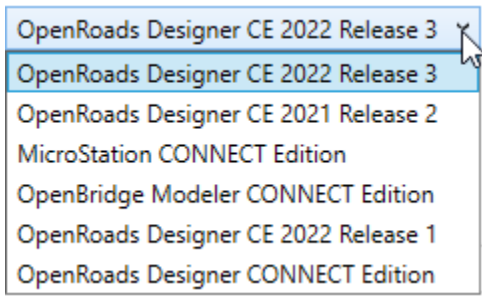 OpenRoads Designer CE 2022 Release 3
OpenRoads Designer CE 2022 Release 3
OpenRoads Designer CE 2021 Release 2
MicroStation CONNECT Edition
OpenBridge Modeler CONNECT Edition
OpenRoads Designer CE 2022 Release 1
OpenRoads Designer CONNECT Edition